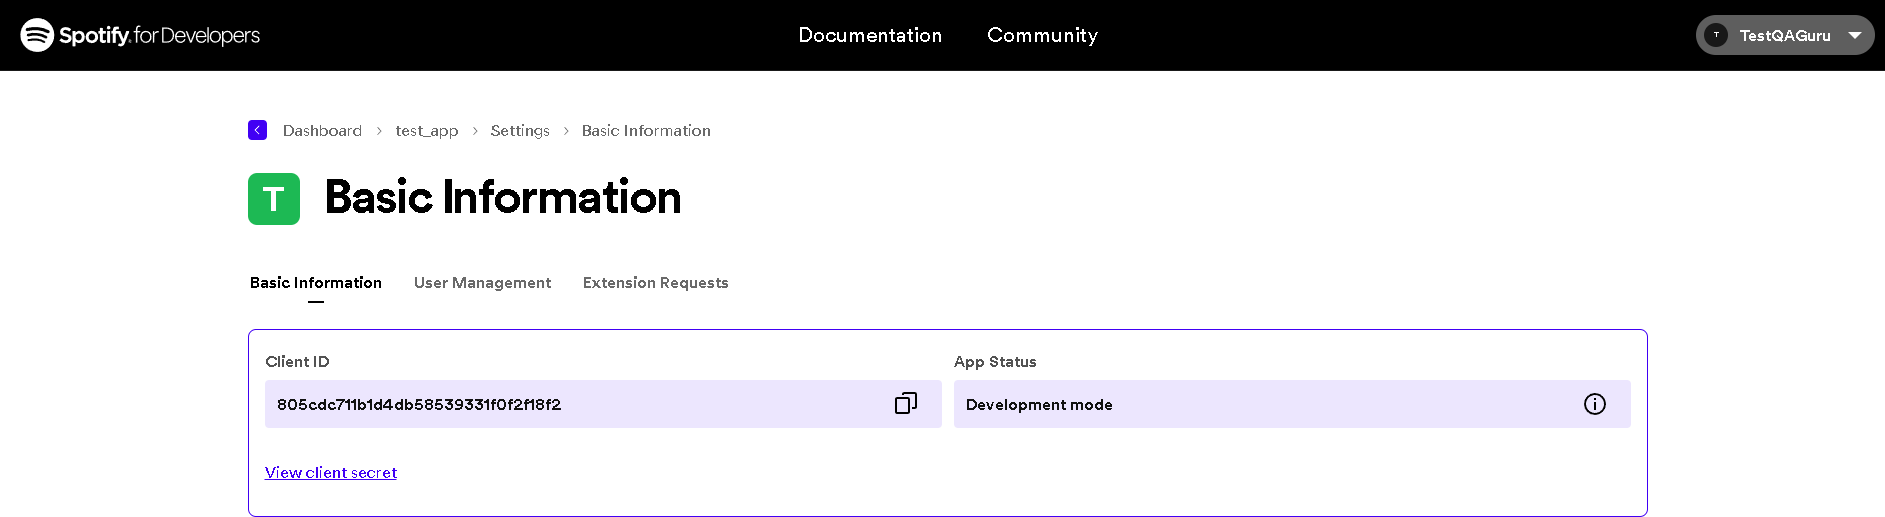 Spotify for Developers
Documentation
Community
T
TestQAGuru
Dashboard > test_app > Settings > Basic Information
T
Basic Information
Basic Information
User Management
Extension Requests
Client ID
805cdc711b1d4db58539331f0f2f18f2
App Status
Development mode
View client secret